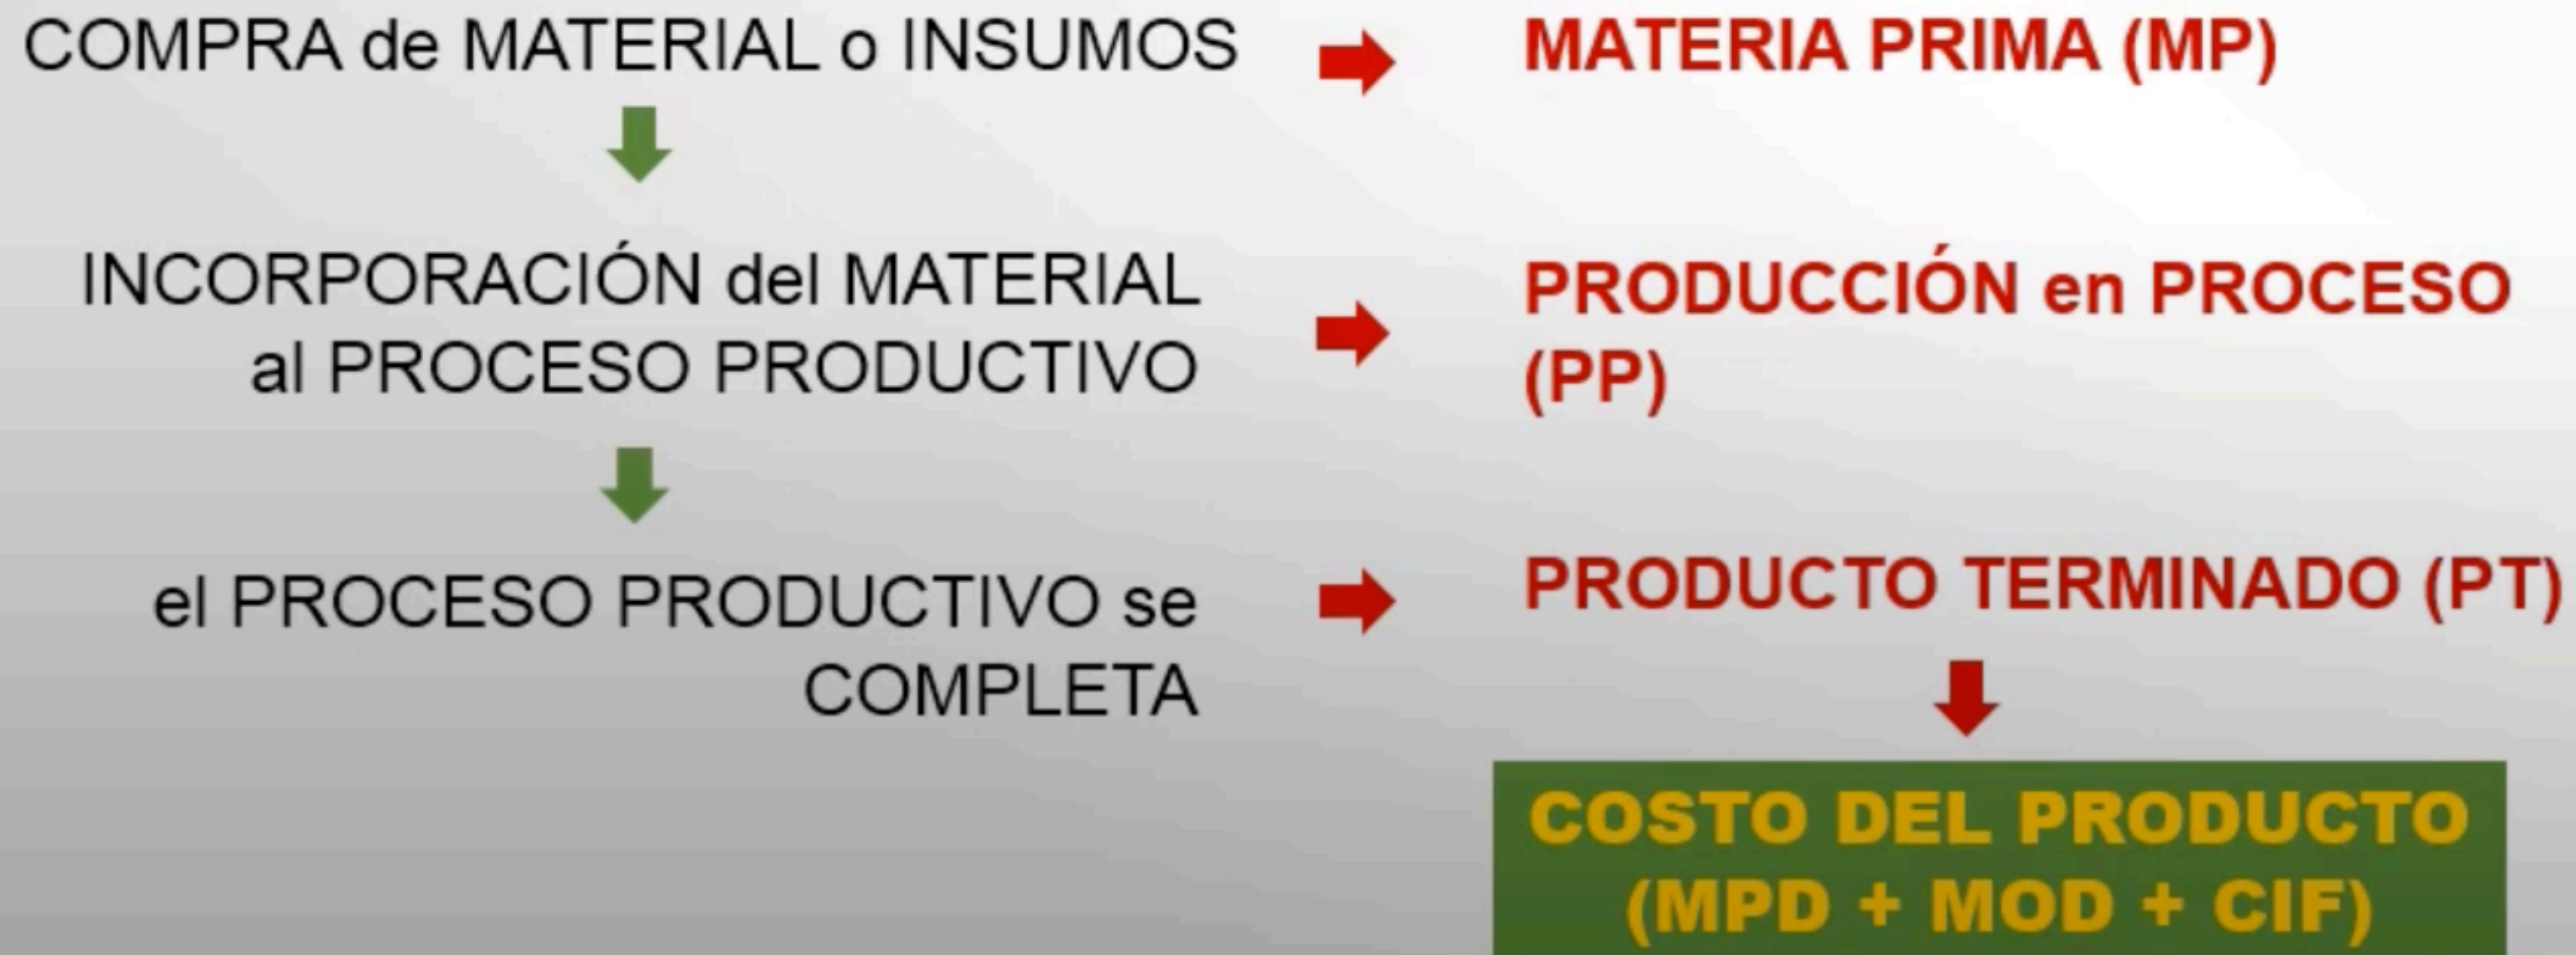 COMPRA de MATERIAL o INSUMOS
MATERIA PRIMA (MP)
INCORPORACIÓN del MATERIAL
al PROCESO PRODUCTIVO
PRODUCCIÓN en PROCESO
(PP)
el PROCESO PRODUCTIVO se
COMPLETA
PRODUCTO TERMINADO (PT)
COSTO DEL PRODUCTO
(MPD + MOD + CIF)